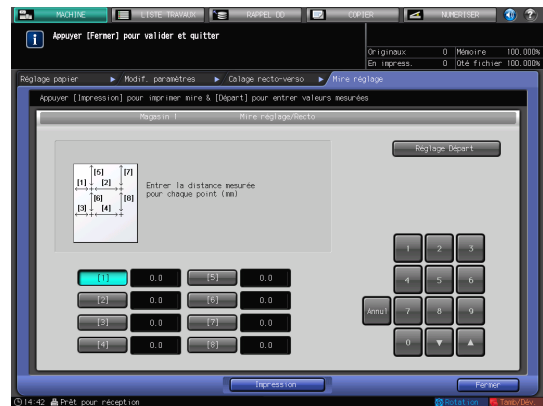 MACHINE LISTE TRAVAUX RAPPEL DD COPIER NUMERISER
Appuyer [Fermer] pour valider et quitter
Originaux 0 Mémoire 100.000%
En impress. 0 Qté fichier 100.000%
Réglage papier Modif. paramètres Calage recto-verso Mire réglage
Appuyer [Impression] pour imprimer mire & [Départ] pour entrer valeurs mesurées
Magasin 1 Mire réglage/Recto
Réglage Départ
[5] [7]
[1] [2]
[6] [8]
[3] [4]
Entrer la distance mesurée
pour chaque point (mm)
1 2 3
[1] 0.0 [5] 0.0
4 5 6
[2] 0.0 [6] 0.0
Annul 7 8 9
[3] 0.0 [7] 0.0
[4] 0.0 [8] 0.0
0 ▼ ▲
Impression Fermer
14:42 Prêt pour réception Rotation Tamb/Dév.